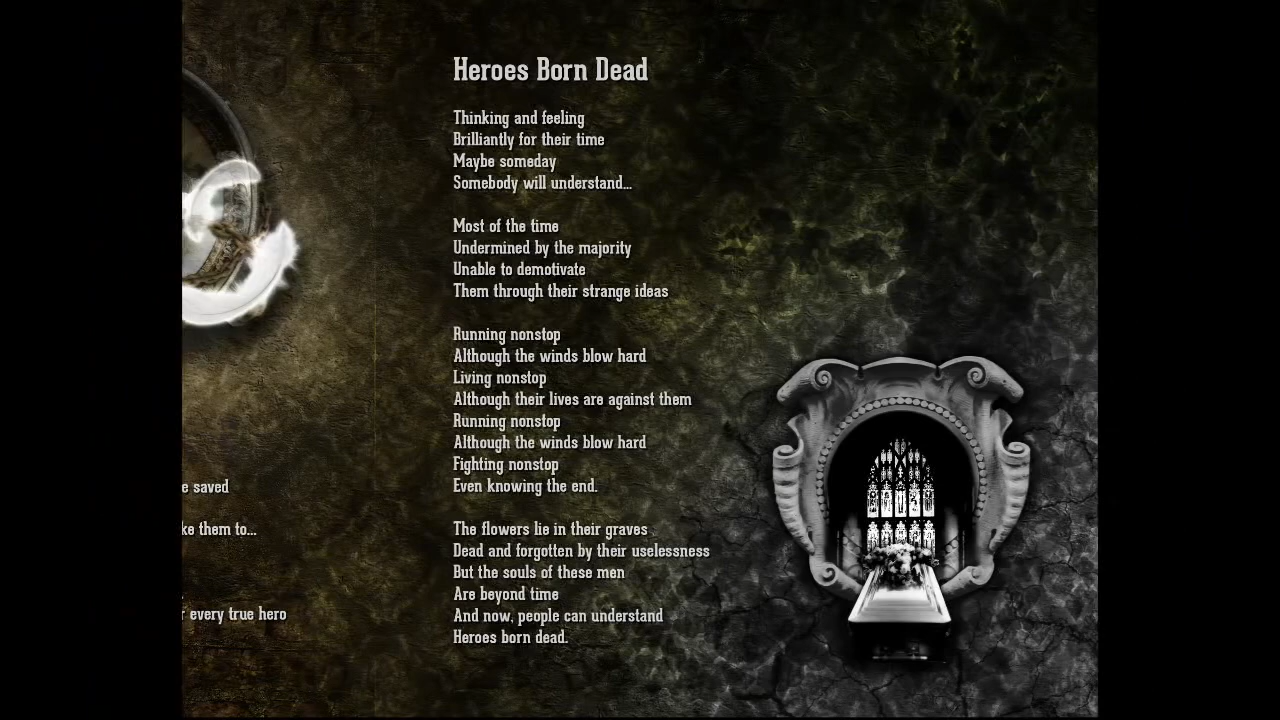 Heroes Born Dead
Thinking and feeling
Brilliantly for their time
Maybe someday
Somebody will understand...
Most of the time
Undermined by the majority
Unable to demotivate
Them through their strange ideas
Running nonstop
Although the winds blow hard
Living nonstop
Although their lives are against them
Running nonstop
Although the winds blow hard
Fighting nonstop
Even knowing the end.
The flowers lie in their graves
Dead and forgotten by their uselessness
But the souls of these men
Are beyond time
And now, people can understand
Heroes born dead.
e saved
ke them to...
r every true hero